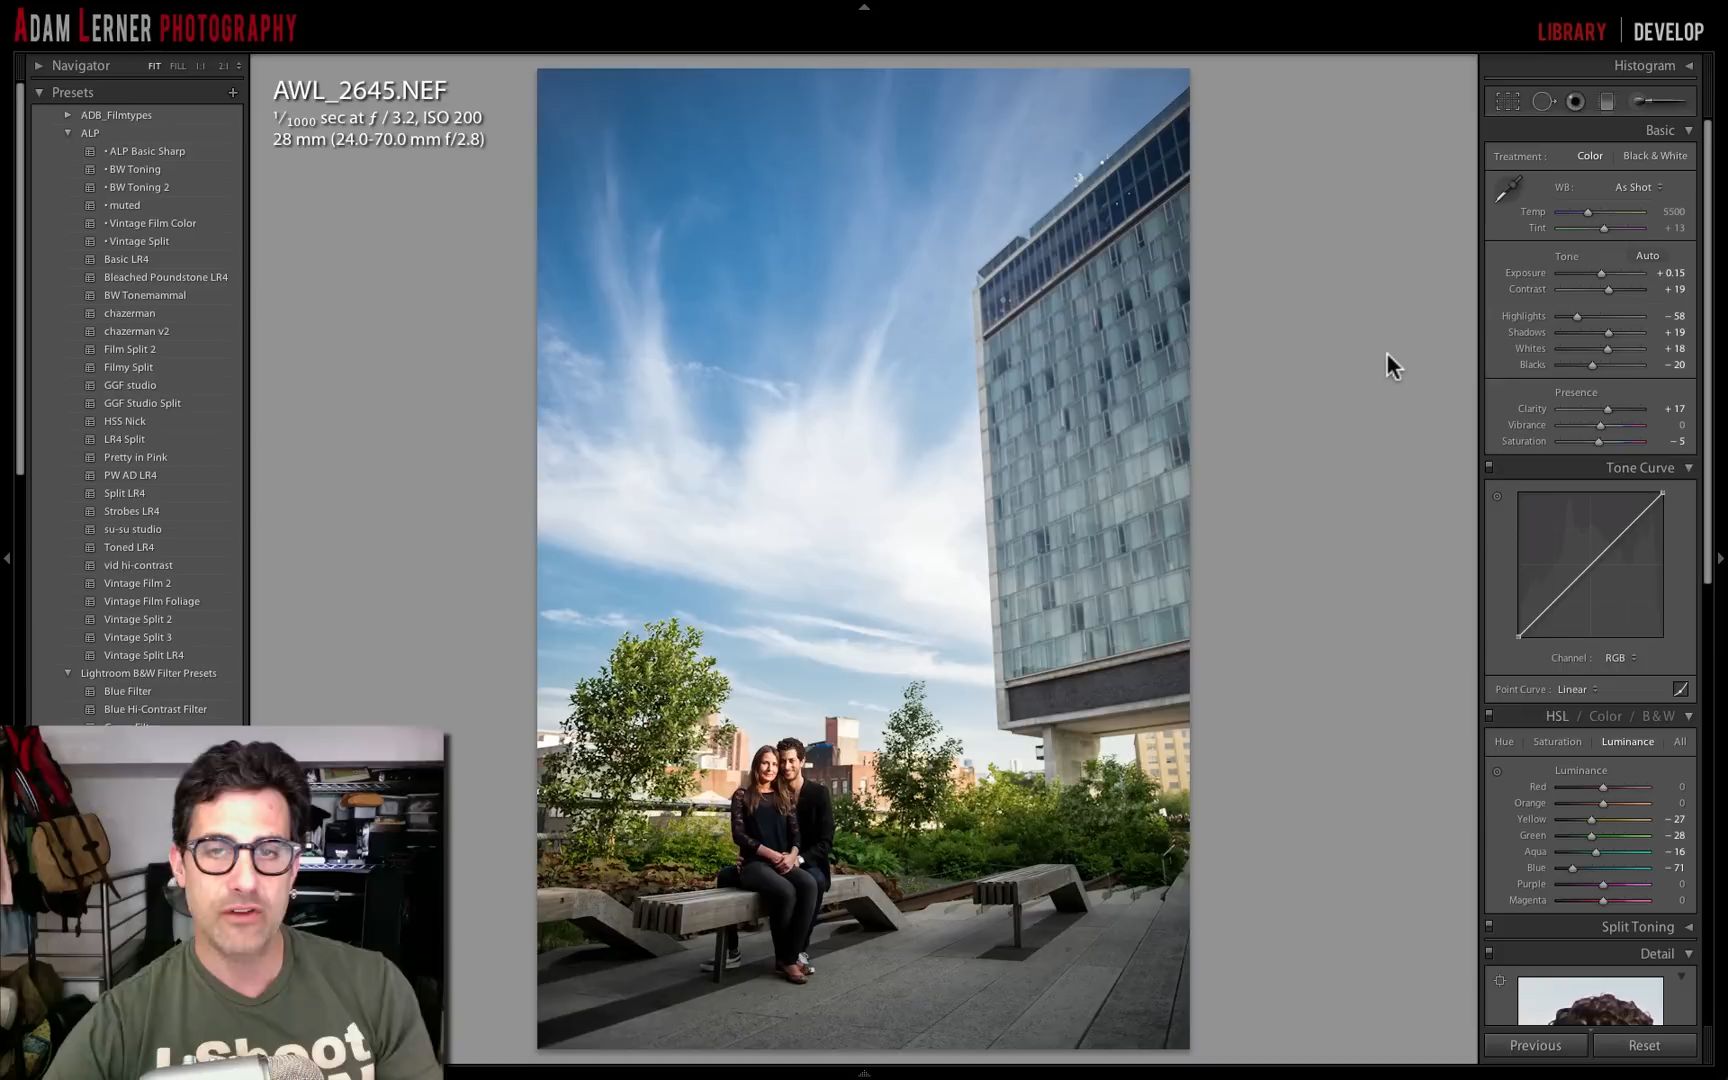 ADAM LERNER PHOTOGRAPHY
LIBRARY | DEVELOP
Navigator FIT FILL 1:1 2:1
Presets +
ADB_Filmtypes
ALP
• ALP Basic Sharp
• BW Toning
• BW Toning 2
• muted
• Vintage Film Color
• Vintage Split
Basic LR4
Bleached Poundstone LR4
BW Tonemammal
chazerman
chazerman v2
Film Split 2
Filmy Split
GGF studio
GGF Studio Split
HSS Nick
LR4 Split
Pretty in Pink
PW AD LR4
Split LR4
Strobes LR4
su-su studio
Toned LR4
vid hi-contrast
Vintage Film 2
Vintage Film Foliage
Vintage Split 2
Vintage Split 3
Vintage Split LR4
Lightroom B&W Filter Presets
Blue Filter
Blue Hi-Contrast Filter
AWL_2645.NEF
1/1000 sec at ƒ / 3.2, ISO 200
28 mm (24.0-70.0 mm f/2.8)
I Shoot
Histogram
Basic
Treatment : Color Black & White
WB: As Shot
Temp 5500
Tint + 13
Tone Auto
Exposure + 0.15
Contrast + 19
Highlights − 58
Shadows + 19
Whites + 18
Blacks − 20
Presence
Clarity + 17
Vibrance 0
Saturation − 5
Tone Curve
Channel : RGB
Point Curve : Linear
HSL / Color / B & W
Hue Saturation Luminance All
Luminance
Red 0
Orange 0
Yellow − 27
Green − 28
Aqua − 16
Blue − 71
Purple 0
Magenta 0
Split Toning
Detail
Previous Reset